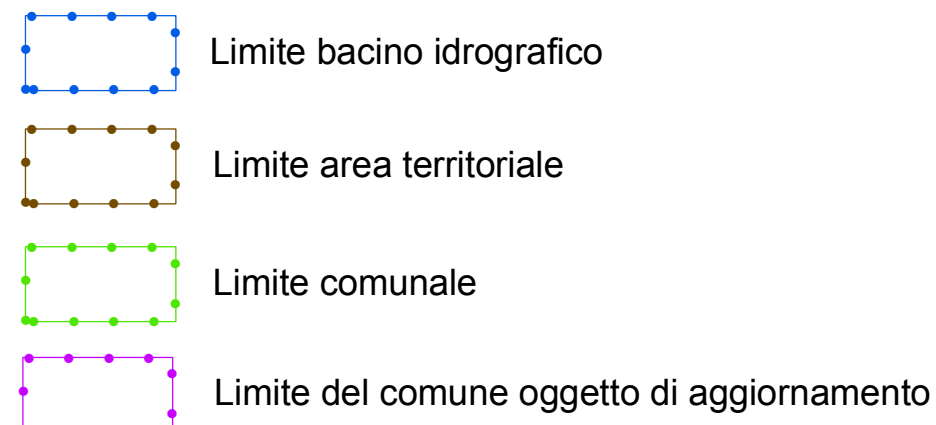 Limite bacino idrografico
Limite area territoriale
Limite comunale
Limite del comune oggetto di aggiornamento